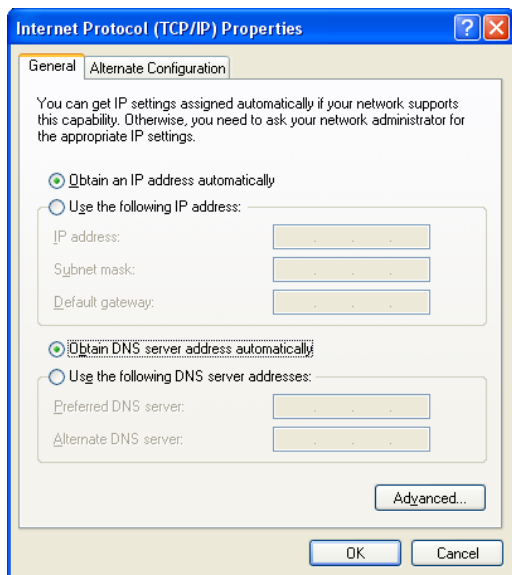 Internet Protocol (TCP/IP) Properties
?
General
Alternate Configuration
You can get IP settings assigned automatically if your network supports
this capability. Otherwise, you need to ask your network administrator for
the appropriate IP settings.
Obtain an IP address automatically
Use the following IP address:
IP address:
Subnet mask:
Default gateway:
Obtain DNS server address automatically
Use the following DNS server addresses:
Preferred DNS server:
Alternate DNS server:
Advanced...
OK
Cancel